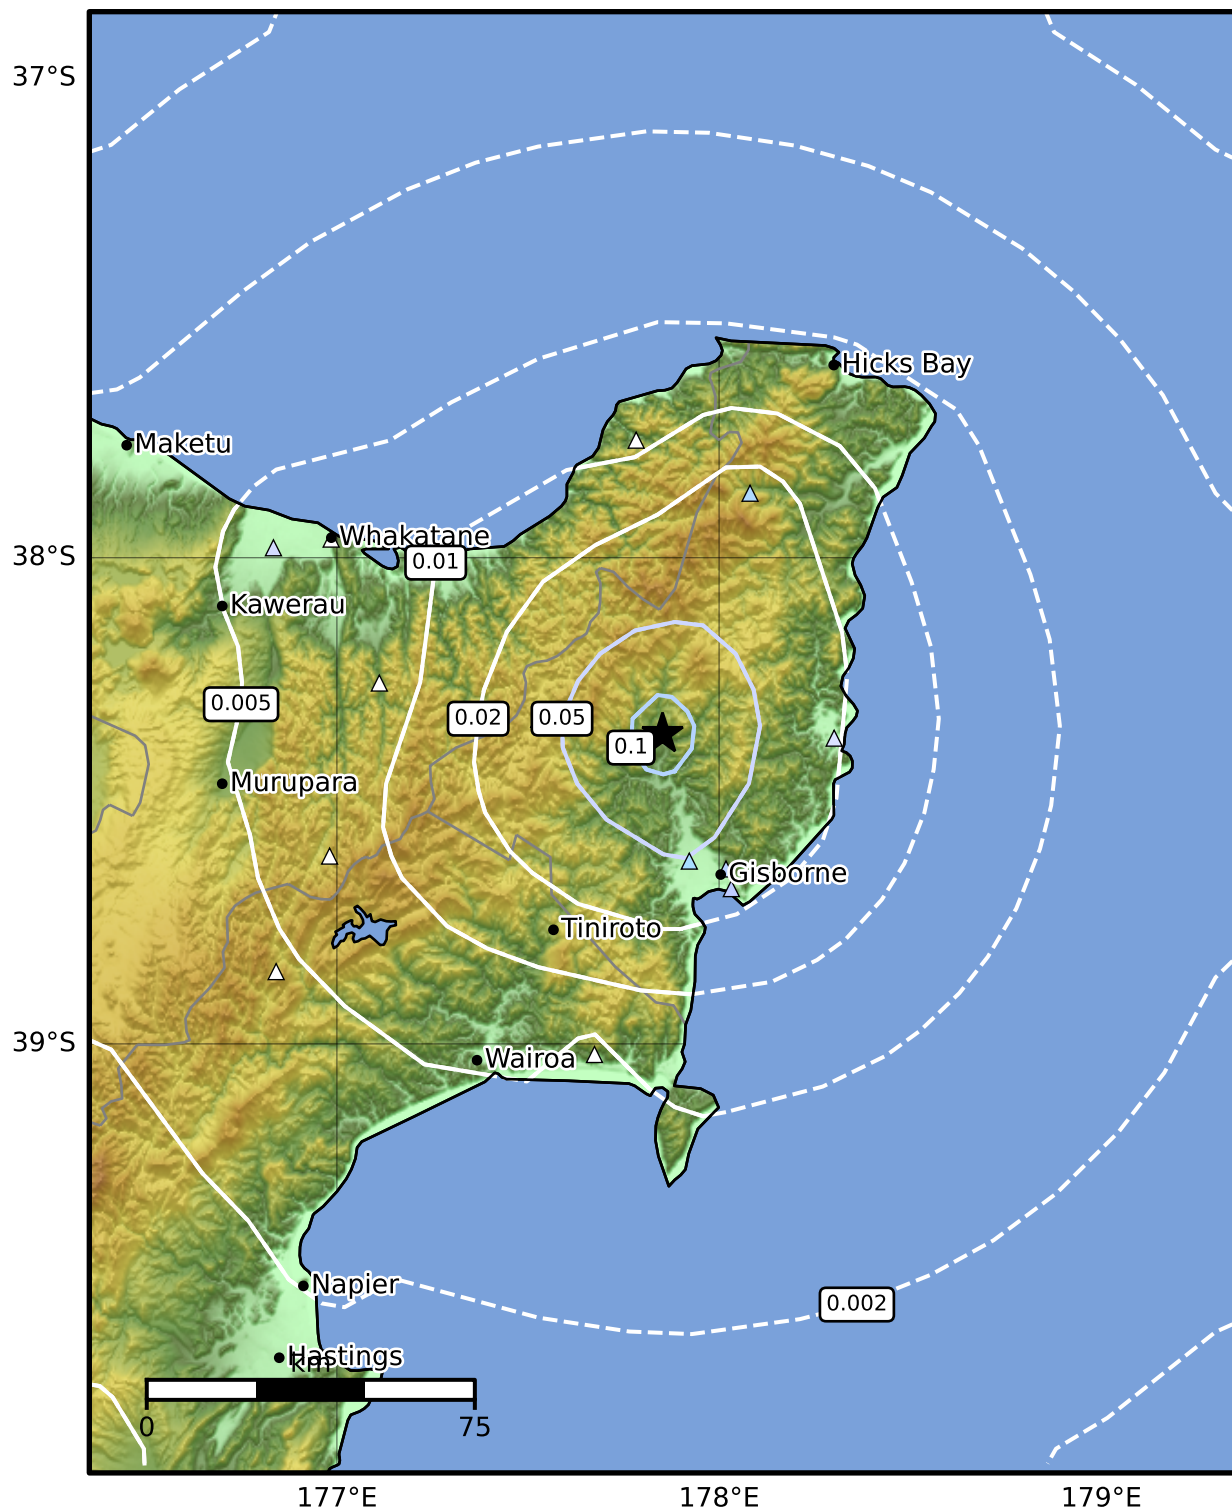 37°S
Hicks Bay
Maketu
Whakatane
38°S
0.01
Kawerau
0.005
0.02
0.05
0.1
Murupara
Gisborne
Tiniroto
39°S
Wairoa
Napier
0.002
Hastings
km
0
75
177°E
178°E
179°E